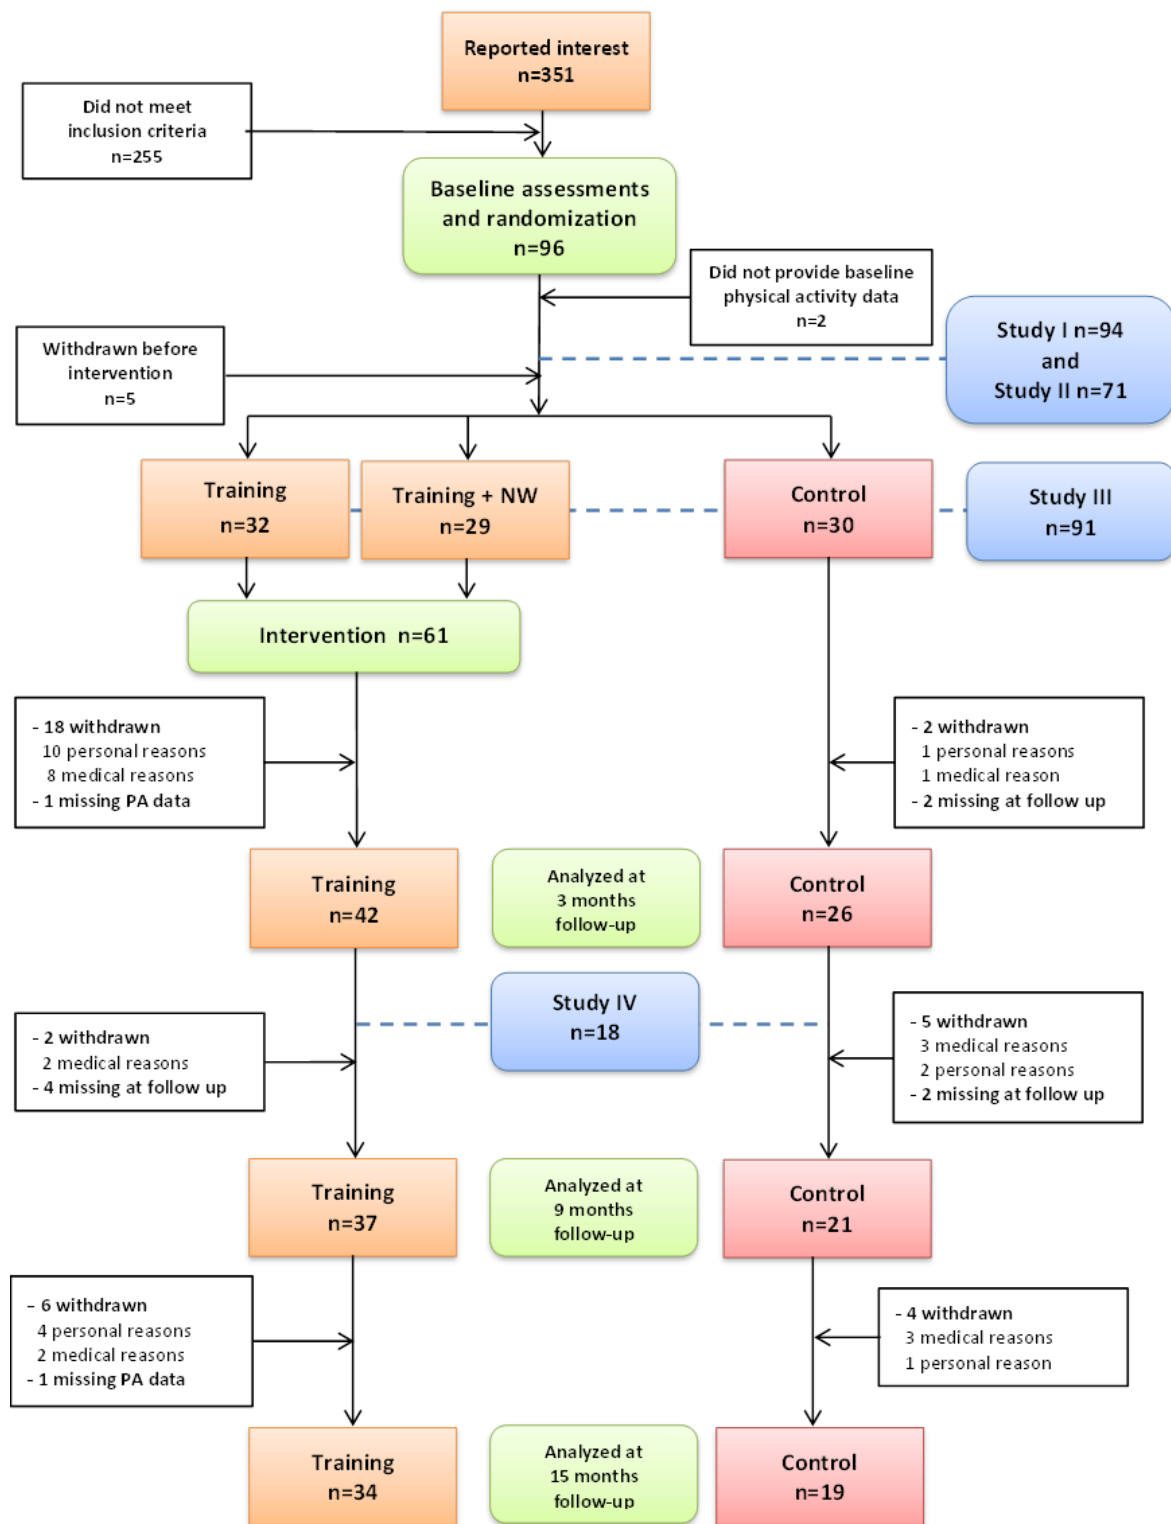 Reported interest
n=351
Did not meet
inclusion criteria
n=255
Baseline assessments
and randomization
n=96
Did not provide baseline
physical activity data
n=2
Study I n=94
and
Study II n=71
Withdrawn before
intervention
n=5
Training
n=32
Training + NW
n=29
Control
n=30
Study III
n=91
Intervention n=61
- 18 withdrawn
10 personal reasons
8 medical reasons
- 1 missing PA data
- 2 withdrawn
1 personal reasons
1 medical reason
- 2 missing at follow up
Training
n=42
Analyzed at
3 months
follow-up
Control
n=26
Study IV
n=18
- 2 withdrawn
2 medical reasons
- 4 missing at follow up
- 5 withdrawn
3 medical reasons
2 personal reasons
- 2 missing at follow up
Training
n=37
Analyzed at
9 months
follow-up
Control
n=21
- 6 withdrawn
4 personal reasons
2 medical reasons
- 1 missing PA data
- 4 withdrawn
3 medical reasons
1 personal reason
Training
n=34
Analyzed at
15 months
follow-up
Control
n=19